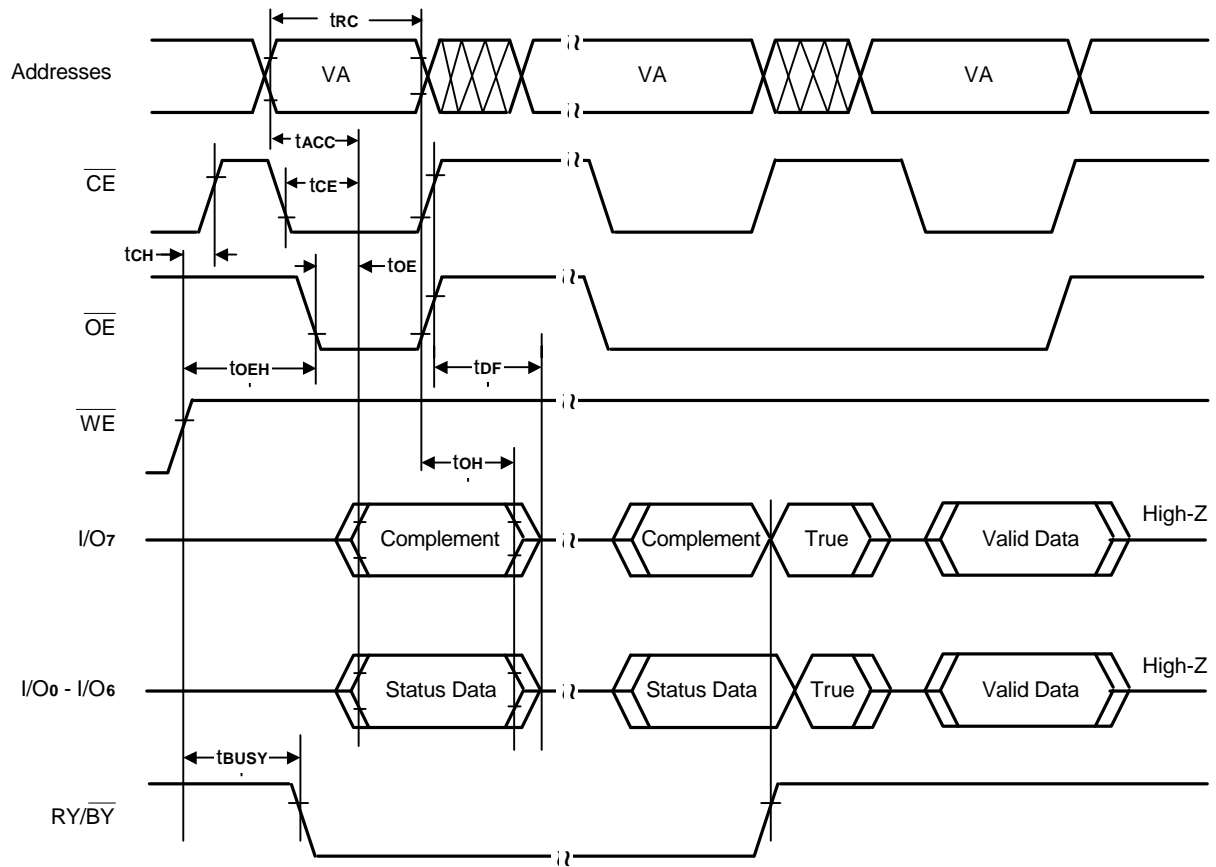 tRC
Addresses VA VA VA
tACC
CE tCE
tCH tOE
OE
tOEH tDF
WE
tOH
I/O7 Complement Complement True Valid Data High-Z
I/O0 - I/O6 Status Data Status Data True Valid Data High-Z
tBUSY
RY/BY